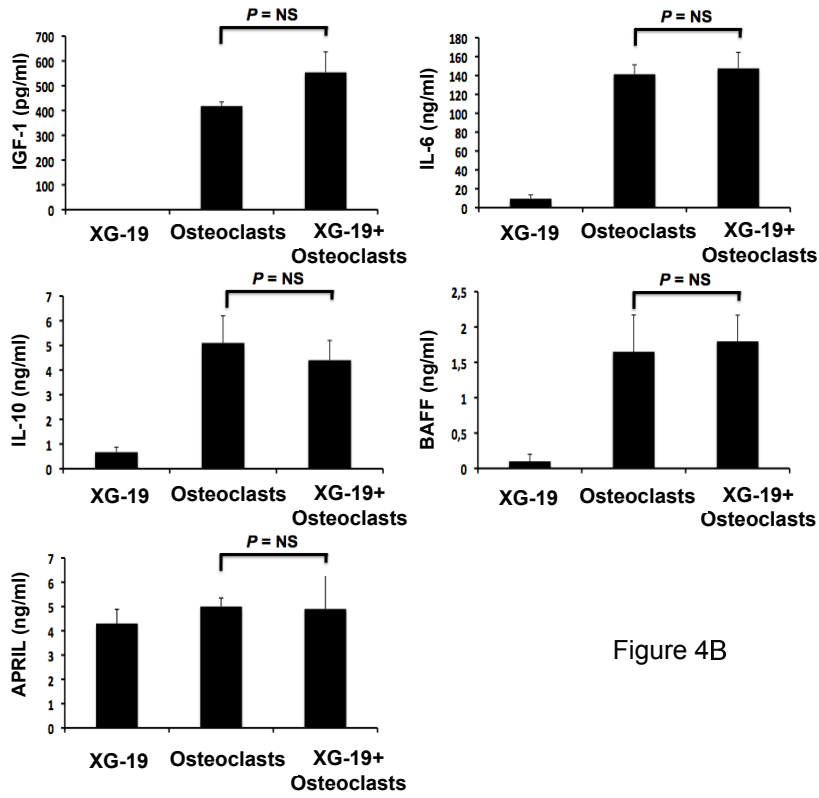 P = NS
700
600
500
400
300
200
100
0
IGF-1 (pg/ml)
XG-19
Osteoclasts
XG-19+
Osteoclasts
P = NS
180
160
140
120
100
80
60
40
20
0
IL-6 (ng/ml)
XG-19
Osteoclasts
XG-19+
Osteoclasts
P = NS
7
6
5
4
3
2
1
0
IL-10 (ng/ml)
XG-19
Osteoclasts
XG-19+
Osteoclasts
P = NS
2,5
2
1,5
1
0,5
0
BAFF (ng/ml)
XG-19
Osteoclasts
XG-19+
Osteoclasts
P = NS
7
6
5
4
3
2
1
0
APRIL (ng/ml)
XG-19
Osteoclasts
XG-19+
Osteoclasts
Figure 4B